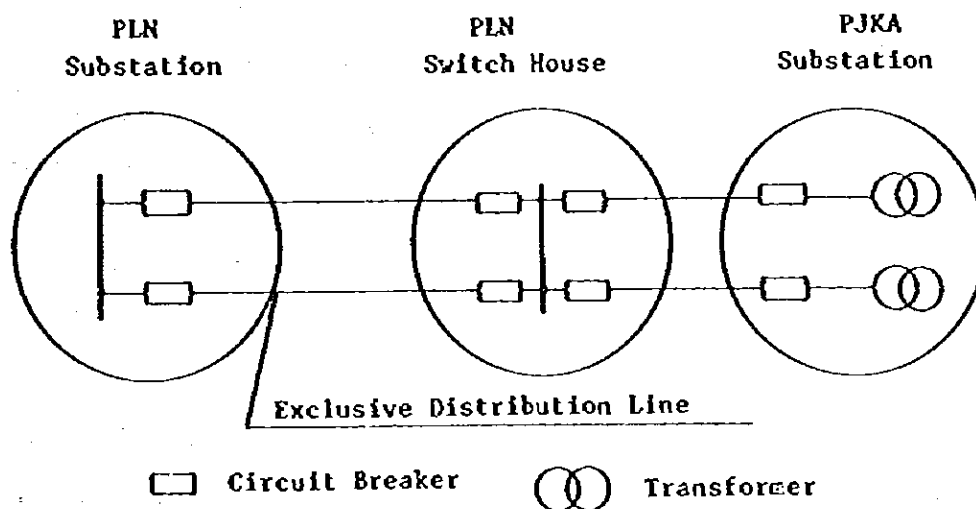 PLN
Substation
PLN
Switch House
PJKA
Substation
Exclusive Distribution Line
Circuit Breaker
Transformer